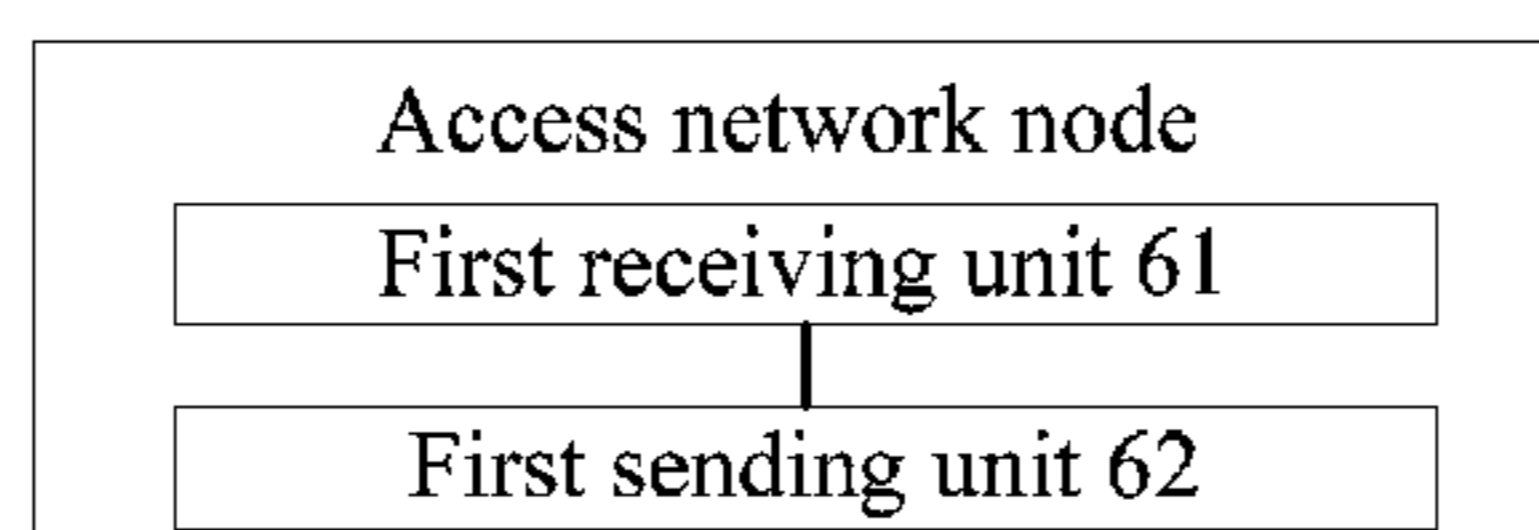 Access network node
First receiving unit 61
First sending unit 62